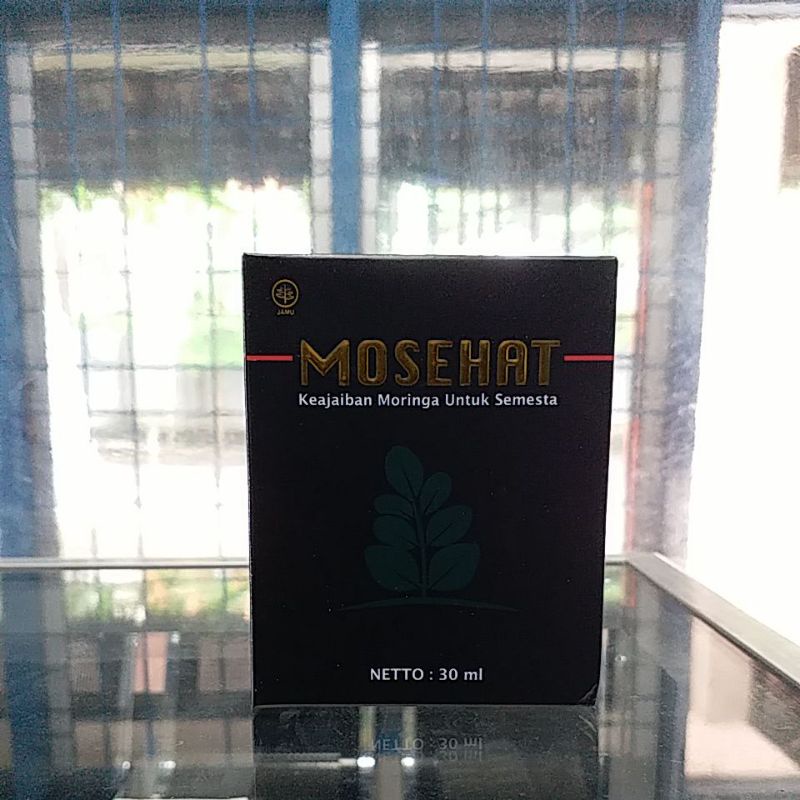 JAMU
MOSEHAT
Keajaiban Moringa Untuk Semesta
NETTO : 30 ml